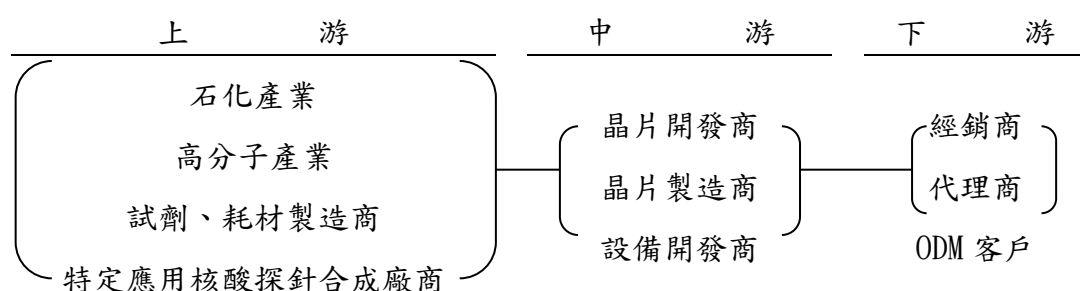 上游 中游 下游
石化產業
高分子產業
試劑、耗材製造商
特定應用核酸探針合成廠商
晶片開發商
晶片製造商
設備開發商
經銷商
代理商
ODM 客戶